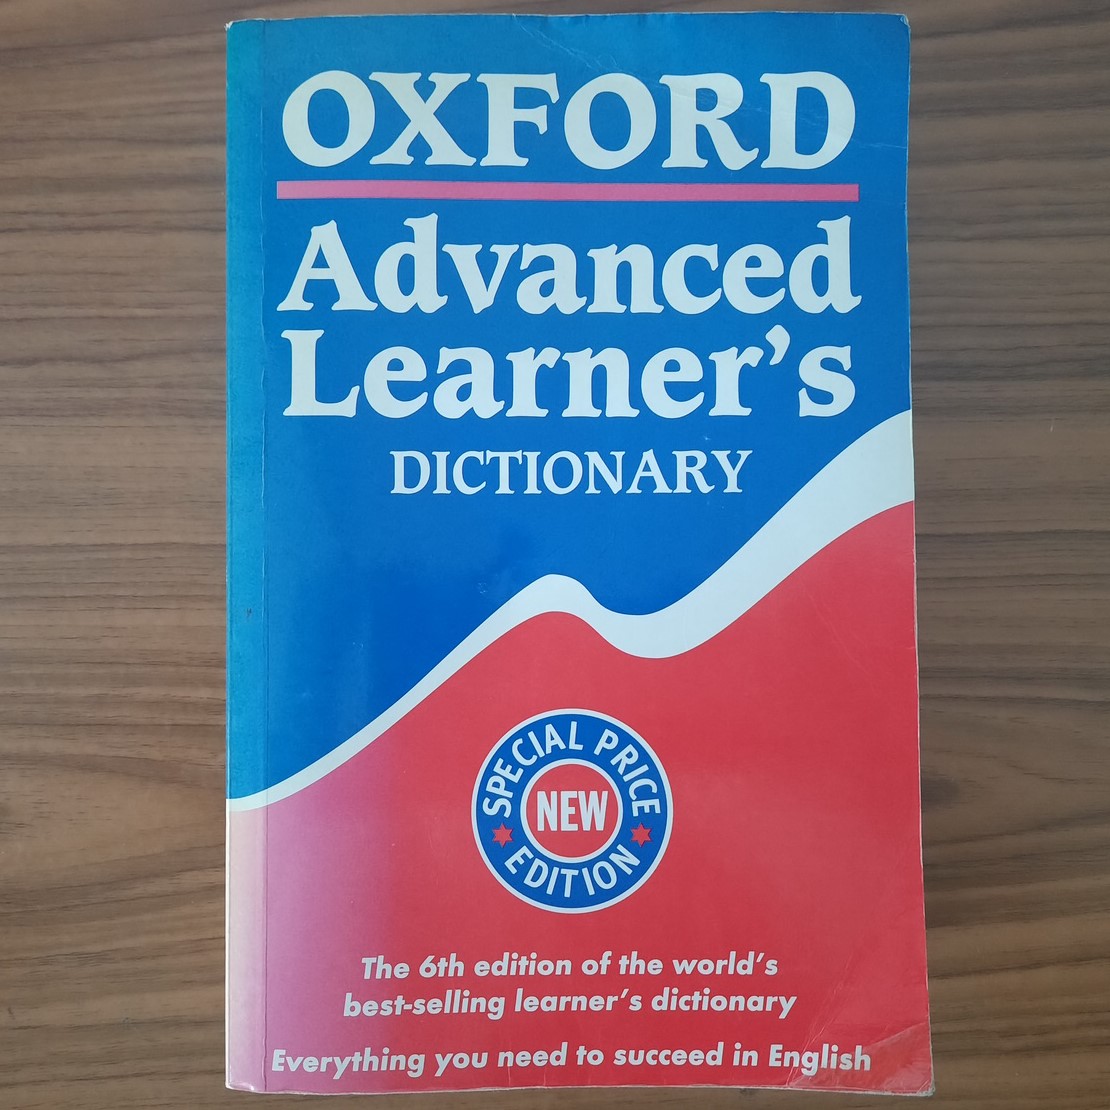 OXFORD
Advanced
Learner's
DICTIONARY
SPECIAL PRICE
NEW
EDITION
The 6th edition of the world's
best-selling learner's dictionary
Everything you need to succeed in English